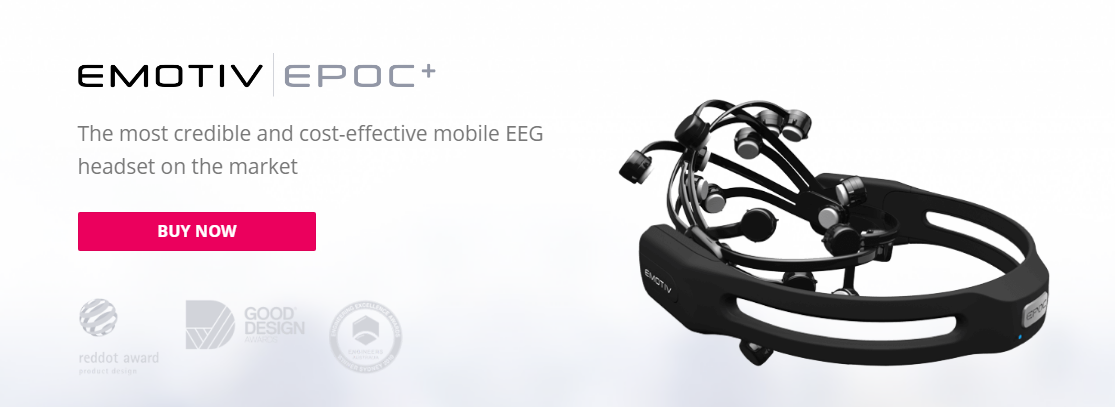 EMOTIV EPOC+
The most credible and cost-effective mobile EEG
headset on the market
BUY NOW
reddot award
product design
GOOD
DESIGN
AWARDS
EMOTIV
EPOC